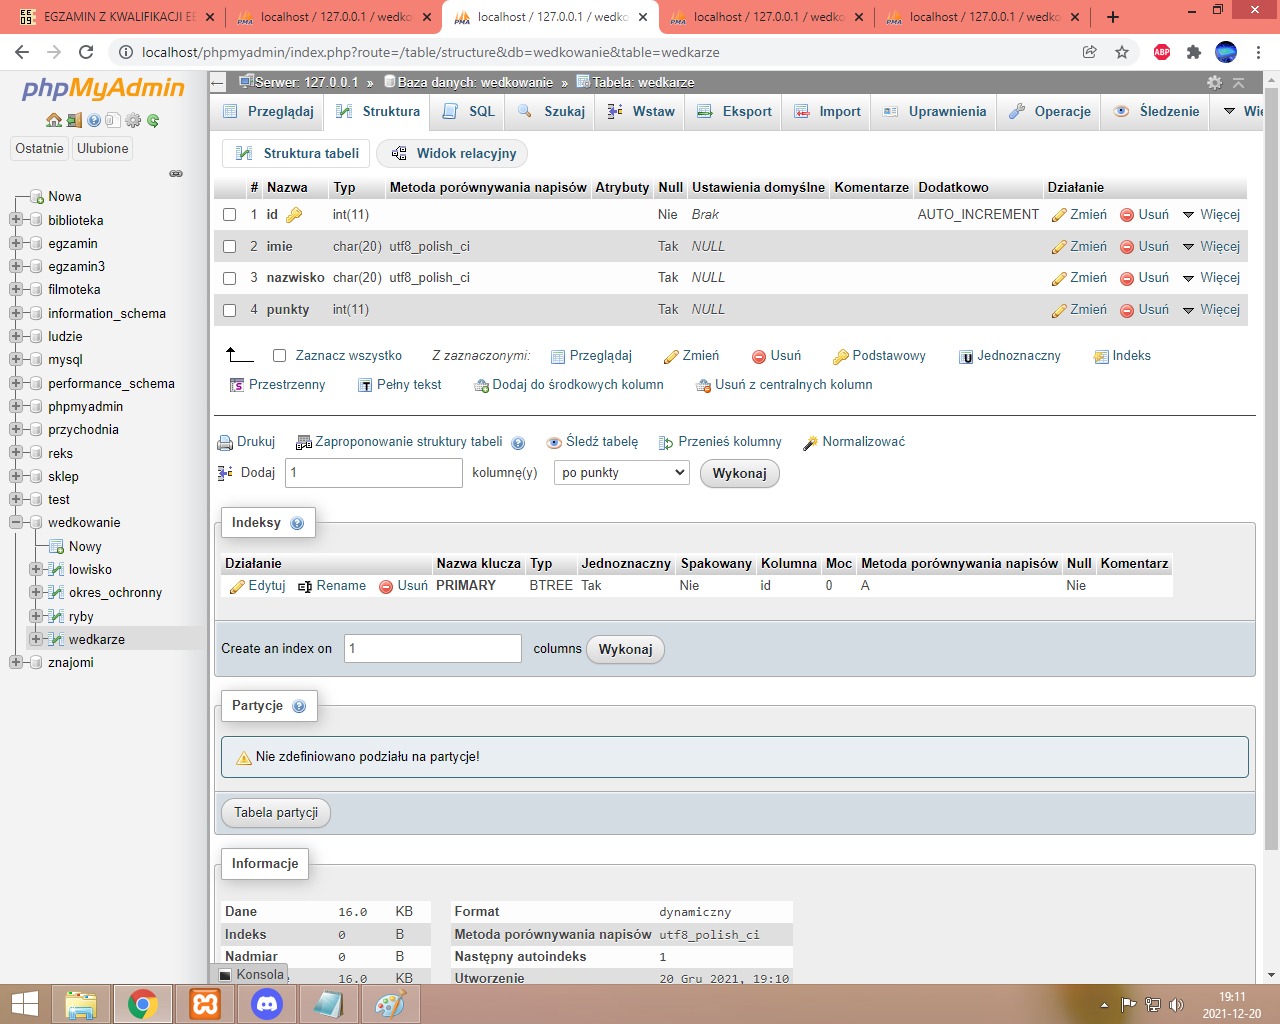 EGZAMIN Z KWALIFIKACJI EE
localhost / 127.0.0.1 / wedko
localhost / 127.0.0.1 / wedko
localhost / 127.0.0.1 / wedko
localhost / 127.0.0.1 / wedko
localhost/phpmyadmin/index.php?route=/table/structure&db=wedkowanie&table=wedkarze
ABP
phpMyAdmin
Ostatnie Ulubione
Nowa
biblioteka
egzamin
egzamin3
filmoteka
information_schema
ludzie
mysql
performance_schema
phpmyadmin
przychodnia
reks
sklep
test
wedkowanie
Nowy
lowisko
okres_ochronny
ryby
wedkarze
znajomi
Serwer: 127.0.0.1 » Baza danych: wedkowanie » Tabela: wedkarze
Przeglądaj Struktura SQL Szukaj Wstaw Eksport Import Uprawnienia Operacje Śledzenie Wię
Struktura tabeli Widok relacyjny
# Nazwa Typ Metoda porównywania napisów Atrybuty Null Ustawienia domyślne Komentarze Dodatkowo Działanie
1 id int(11) Nie Brak AUTO_INCREMENT Zmień Usuń Więcej
2 imie char(20) utf8_polish_ci Tak NULL Zmień Usuń Więcej
3 nazwisko char(20) utf8_polish_ci Tak NULL Zmień Usuń Więcej
4 punkty int(11) Tak NULL Zmień Usuń Więcej
Zaznacz wszystko Z zaznaczonymi: Przeglądaj Zmień Usuń Podstawowy Jednoznaczny Indeks
Przestrzenny Pełny tekst Dodaj do środkowych kolumn Usuń z centralnych kolumn
Drukuj Zaproponowanie struktury tabeli Śledź tabelę Przenieś kolumny Normalizować
Dodaj 1 kolumnę(y) po punkty Wykonaj
Indeksy
Działanie Nazwa klucza Typ Jednoznaczny Spakowany Kolumna Moc Metoda porównywania napisów Null Komentarz
Edytuj Rename Usuń PRIMARY BTREE Tak Nie id 0 A Nie
Create an index on 1 columns Wykonaj
Partycje
Nie zdefiniowano podziału na partycje!
Tabela partycji
Informacje
Dane 16.0 KB
Indeks 0 B
Nadmiar 0 B
16.0 KB
Format dynamiczny
Metoda porównywania napisów utf8_polish_ci
Następny autoindeks 1
Utworzenie 20 Gru 2021, 19:10
Konsola
19:11
2021-12-20